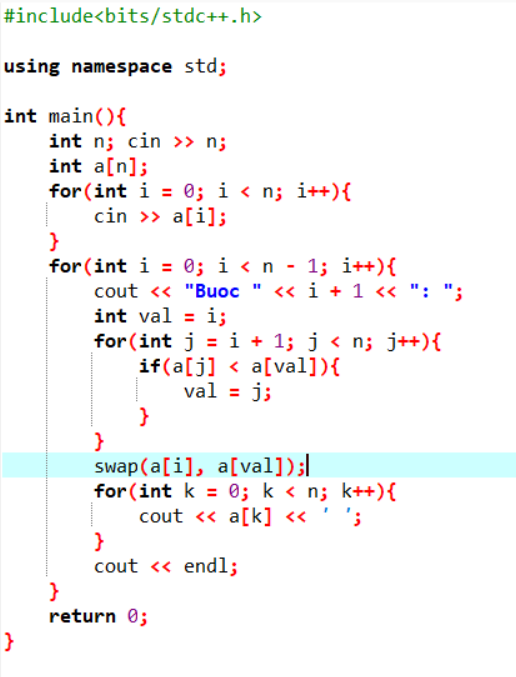 #include<bits/stdc++.h>
using namespace std;
int main(){
int n; cin >> n;
int a[n];
for(int i = 0; i < n; i++){
cin >> a[i];
}
for(int i = 0; i < n - 1; i++){
cout << "Buoc " << i + 1 << ": ";
int val = i;
for(int j = i + 1; j < n; j++){
if(a[j] < a[val]){
val = j;
}
}
swap(a[i], a[val]);
for(int k = 0; k < n; k++){
cout << a[k] << ' ';
}
cout << endl;
}
return 0;
}